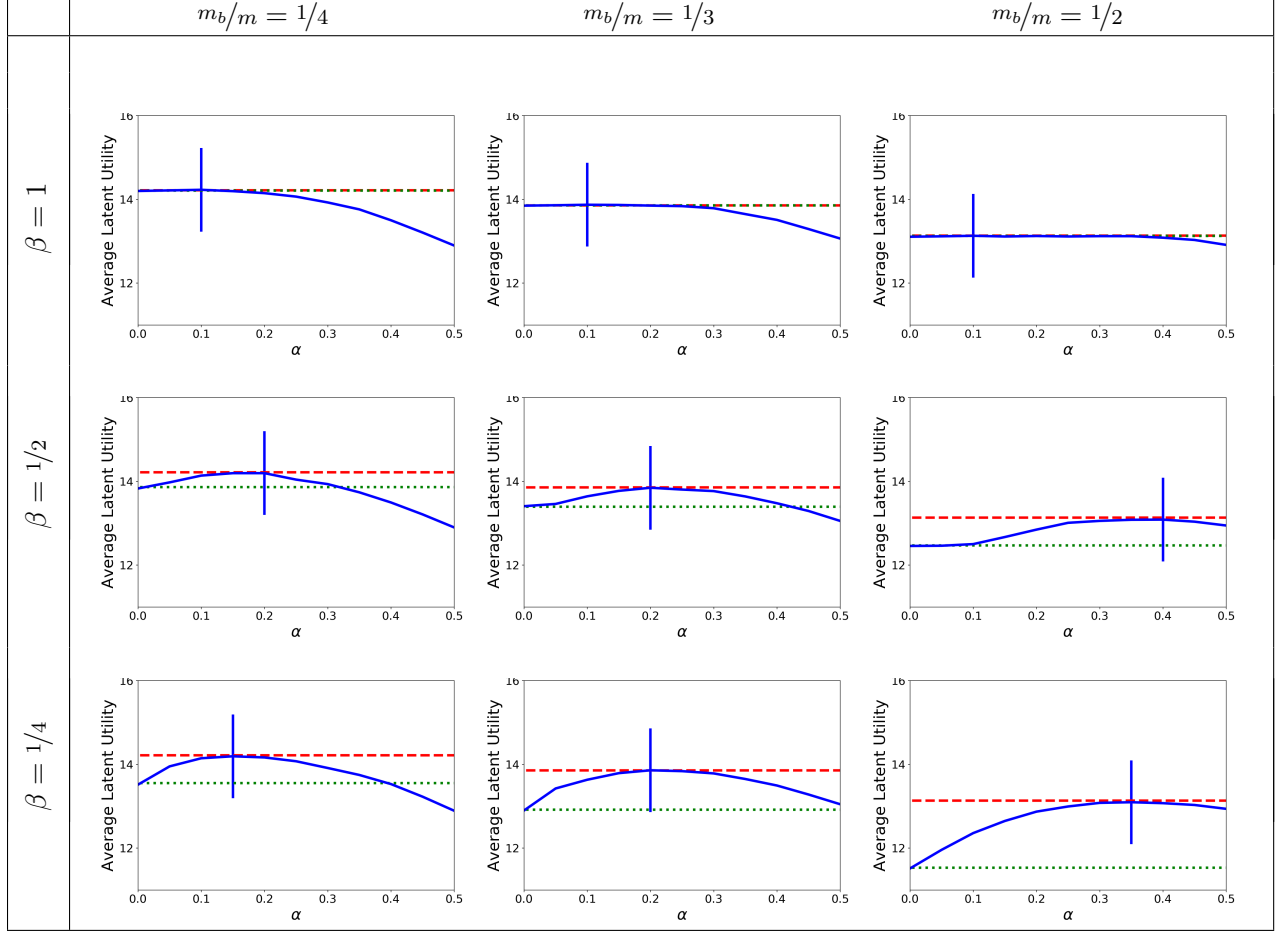 m_b/m = 1/4 m_b/m = 1/3 m_b/m = 1/2
β = 1
16
14
12
Average Latent Utility
0.0 0.1 0.2 0.3 0.4 0.5
α
16
14
12
Average Latent Utility
0.0 0.1 0.2 0.3 0.4 0.5
α
16
14
12
Average Latent Utility
0.0 0.1 0.2 0.3 0.4 0.5
α
β = 1/2
16
14
12
Average Latent Utility
0.0 0.1 0.2 0.3 0.4 0.5
α
16
14
12
Average Latent Utility
0.0 0.1 0.2 0.3 0.4 0.5
α
16
14
12
Average Latent Utility
0.0 0.1 0.2 0.3 0.4 0.5
α
β = 1/4
16
14
12
Average Latent Utility
0.0 0.1 0.2 0.3 0.4 0.5
α
16
14
12
Average Latent Utility
0.0 0.1 0.2 0.3 0.4 0.5
α
16
14
12
Average Latent Utility
0.0 0.1 0.2 0.3 0.4 0.5
α